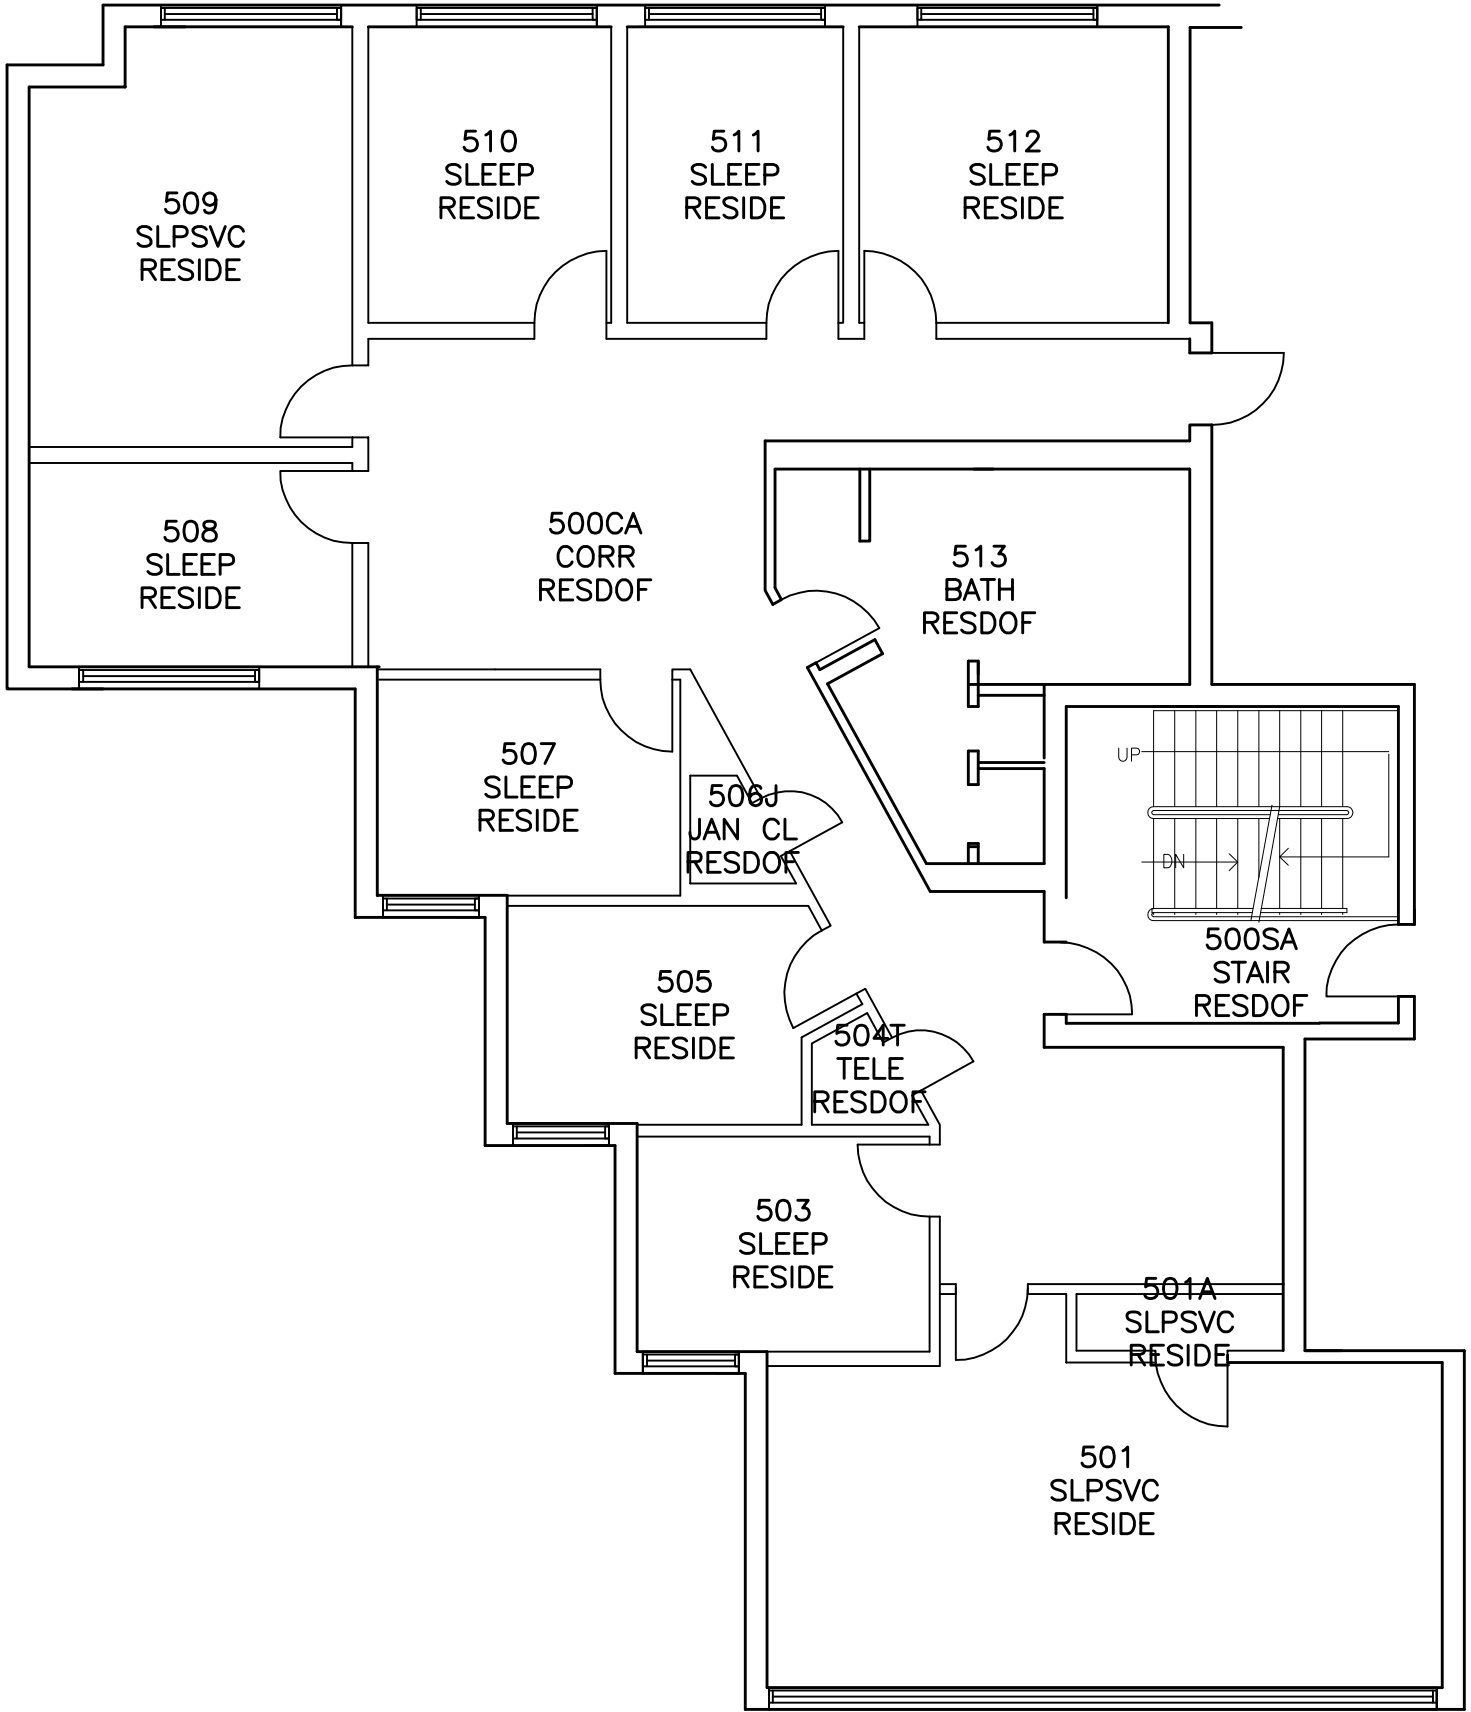 510
SLEEP
RESIDE
511
SLEEP
RESIDE
512
SLEEP
RESIDE
509
SLPSVC
RESIDE
508
SLEEP
RESIDE
500CA
CORR
RESDOF
513
BATH
RESDOF
507
SLEEP
RESIDE
506J
JAN CL
RESDOF
UP
DN
500SA
STAIR
RESDOF
505
SLEEP
RESIDE
504T
TELE
RESDOF
503
SLEEP
RESIDE
501A
SLPSVC
RESIDE
501
SLPSVC
RESIDE